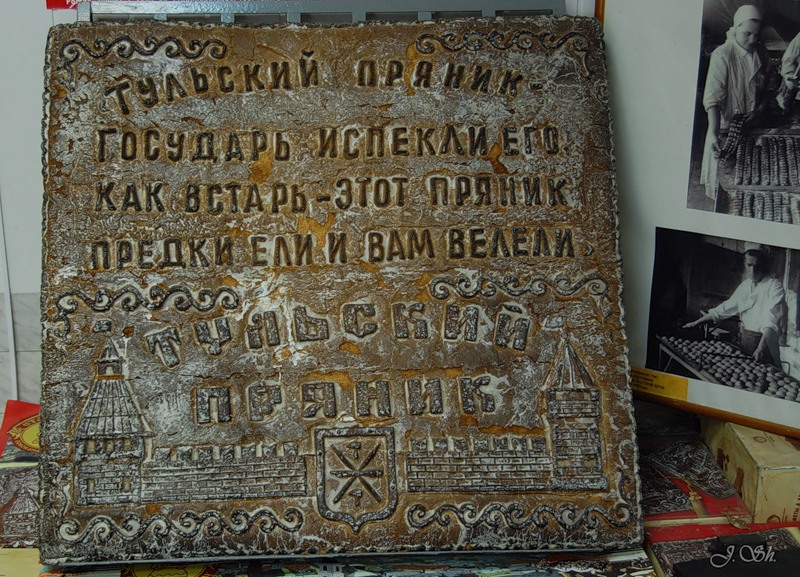 ТУЛЬСКИЙ ПРЯНИК-
ГОСУДАРЬ ИСПЕКЛИ ЕГО.
КАК ВСТАРЬ-ЭТОТ ПРЯНИК
ПРЕДКИ ЕЛИ И ВАМ ВЕЛЕЛИ
ТУЛЬСКИЙ
ПРЯНИК
J. Sh.